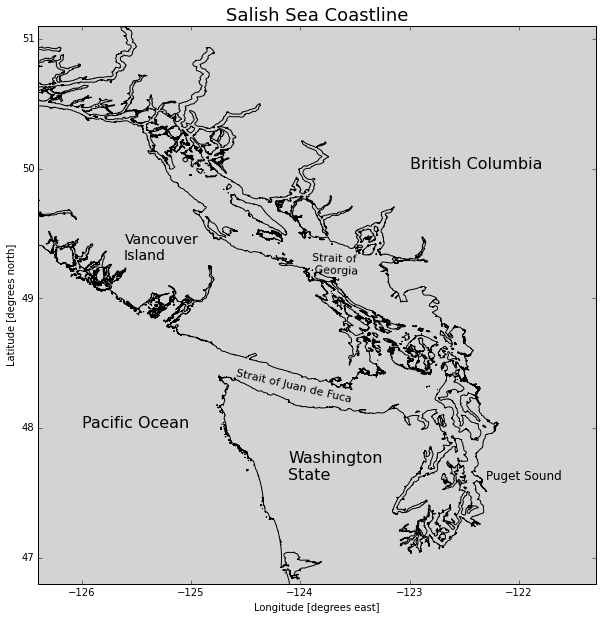 Salish Sea Coastline
51
British Columbia
50
Vancouver
Island
Strait of
Georgia
49
Latitude [degrees north]
Strait of Juan de Fuca
Pacific Ocean
48
Washington
State
Puget Sound
47
−126
−125
−124
−123
−122
Longitude [degrees east]